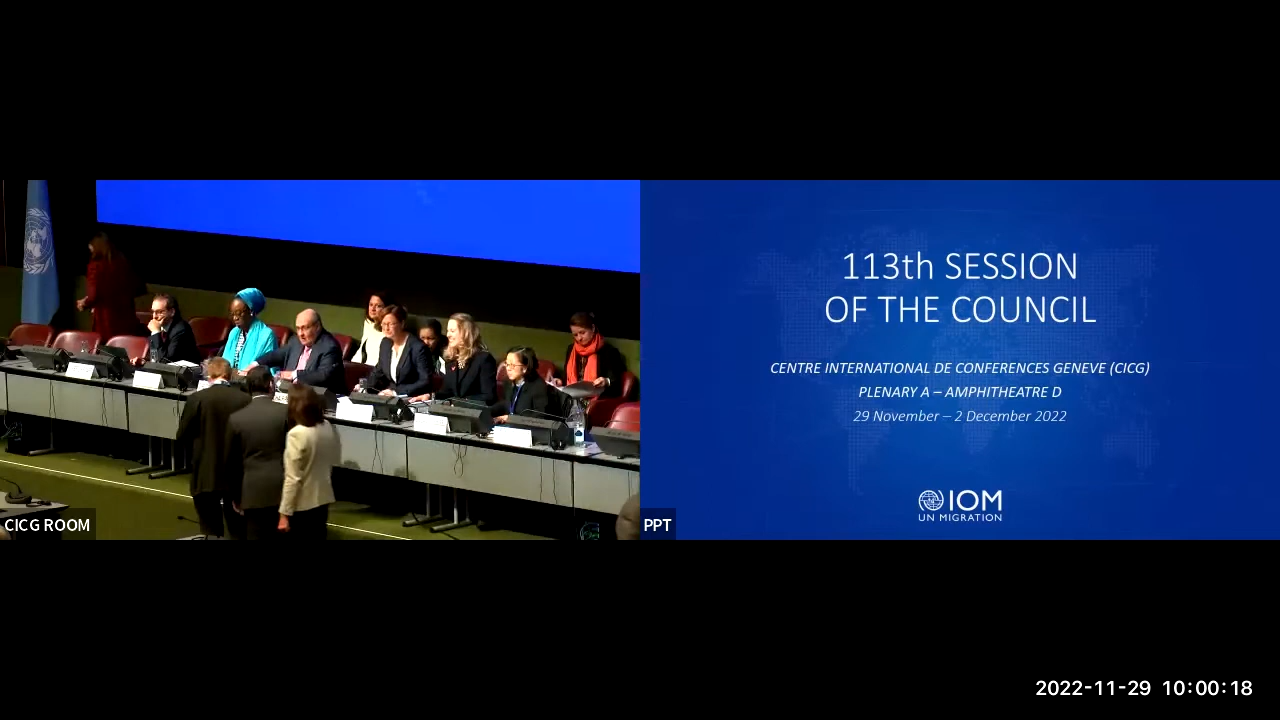 CICG ROOM
113th SESSION
OF THE COUNCIL
CENTRE INTERNATIONAL DE CONFERENCES GENEVE (CICG)
PLENARY A – AMPHITHEATRE D
29 November – 2 December 2022
IOM
UN MIGRATION
PPT
2022-11-29 10:00:18